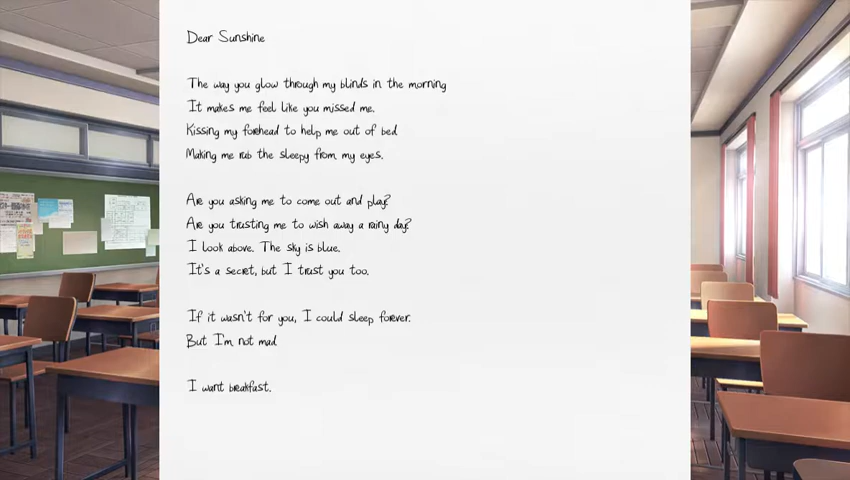 Dear Sunshine
The way you glow through my blinds in the morning
It makes me feel like you missed me.
Kissing my forehead to help me out of bed
Making me rub the sleepy from my eyes.
Are you asking me to come out and play?
Are you trusting me to wish away a rainy day?
I look above. The sky is blue.
It's a secret, but I trust you too.
If it wasn't for you, I could sleep forever.
But I'm not mad
I want breakfast.